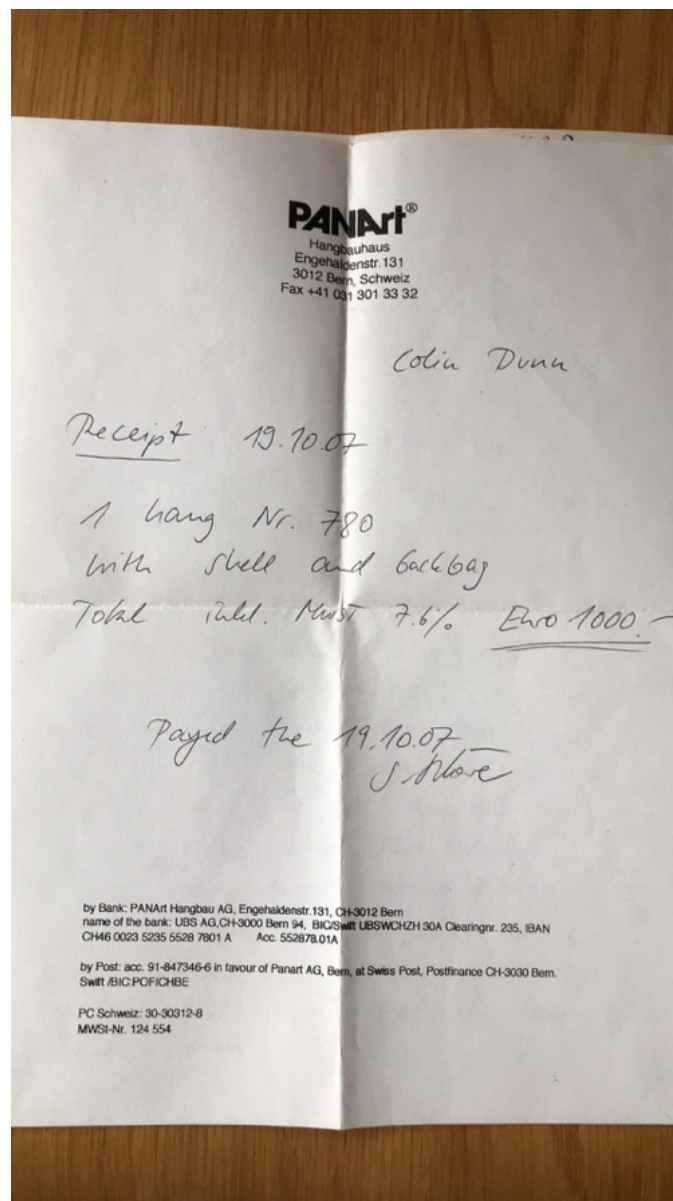 PANArt®
Hangbauhaus
Engehaldenstr. 131
3012 Bern, Schweiz
Fax +41 031 301 33 32
Colin Dunn
Receipt 19.10.07
1 hang Nr. 780
with shell and backbag
Total inkl. MwST 7.6% Euro 1000.-
Payed the 19.10.07
by Bank: PANArt Hangbau AG, Engehaldenstr.131, CH-3012 Bern
name of the bank: UBS AG,CH-3000 Bern 94, BIC/Swift UBSWCHZH 30A Clearingnr. 235, IBAN
CH46 0023 5235 5528 7801 A Acc. 552878.01A
by Post: acc. 91-847346-6 in favour of Panart AG, Bern, at Swiss Post, Postfinance CH-3030 Bern.
Swift /BIC:POFICHBE
PC Schweiz: 30-30312-8
MWSt-Nr. 124 554